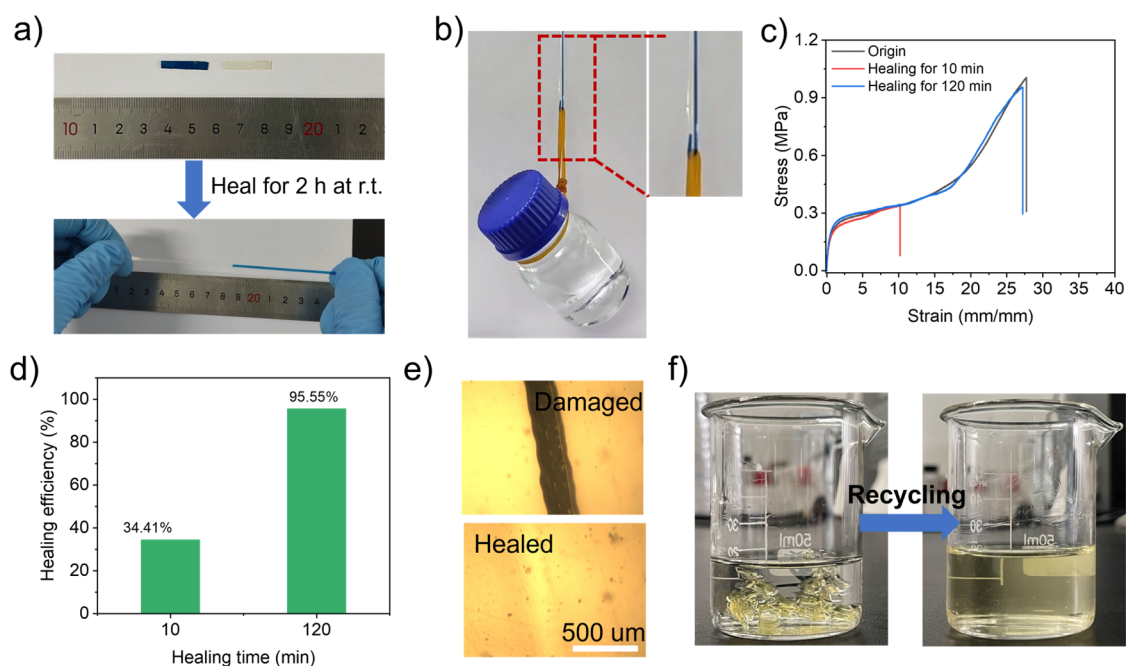 a)
10 1 2 3 4 5 6 7 8 9 20 1 2
Heal for 2 h at r.t.
1 2 3 4 5 6 7 8 9 20 1 2 3 4
b)
c)
Origin
Healing for 10 min
Healing for 120 min
Stress (MPa)
1.2
0.9
0.6
0.3
0.0
0 5 10 15 20 25 30 35 40
Strain (mm/mm)
d)
Healing efficiency (%)
100
80
60
40
20
0
34.41%
95.55%
10 120
Healing time (min)
e)
Damaged
Healed
500 um
f)
Recycling
30
20
50ml
50ml